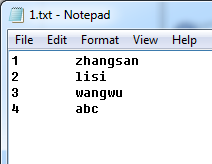 1.txt - Notepad
File Edit Format View Help
1 zhangsan
2 lisi
3 wangwu
4 abc